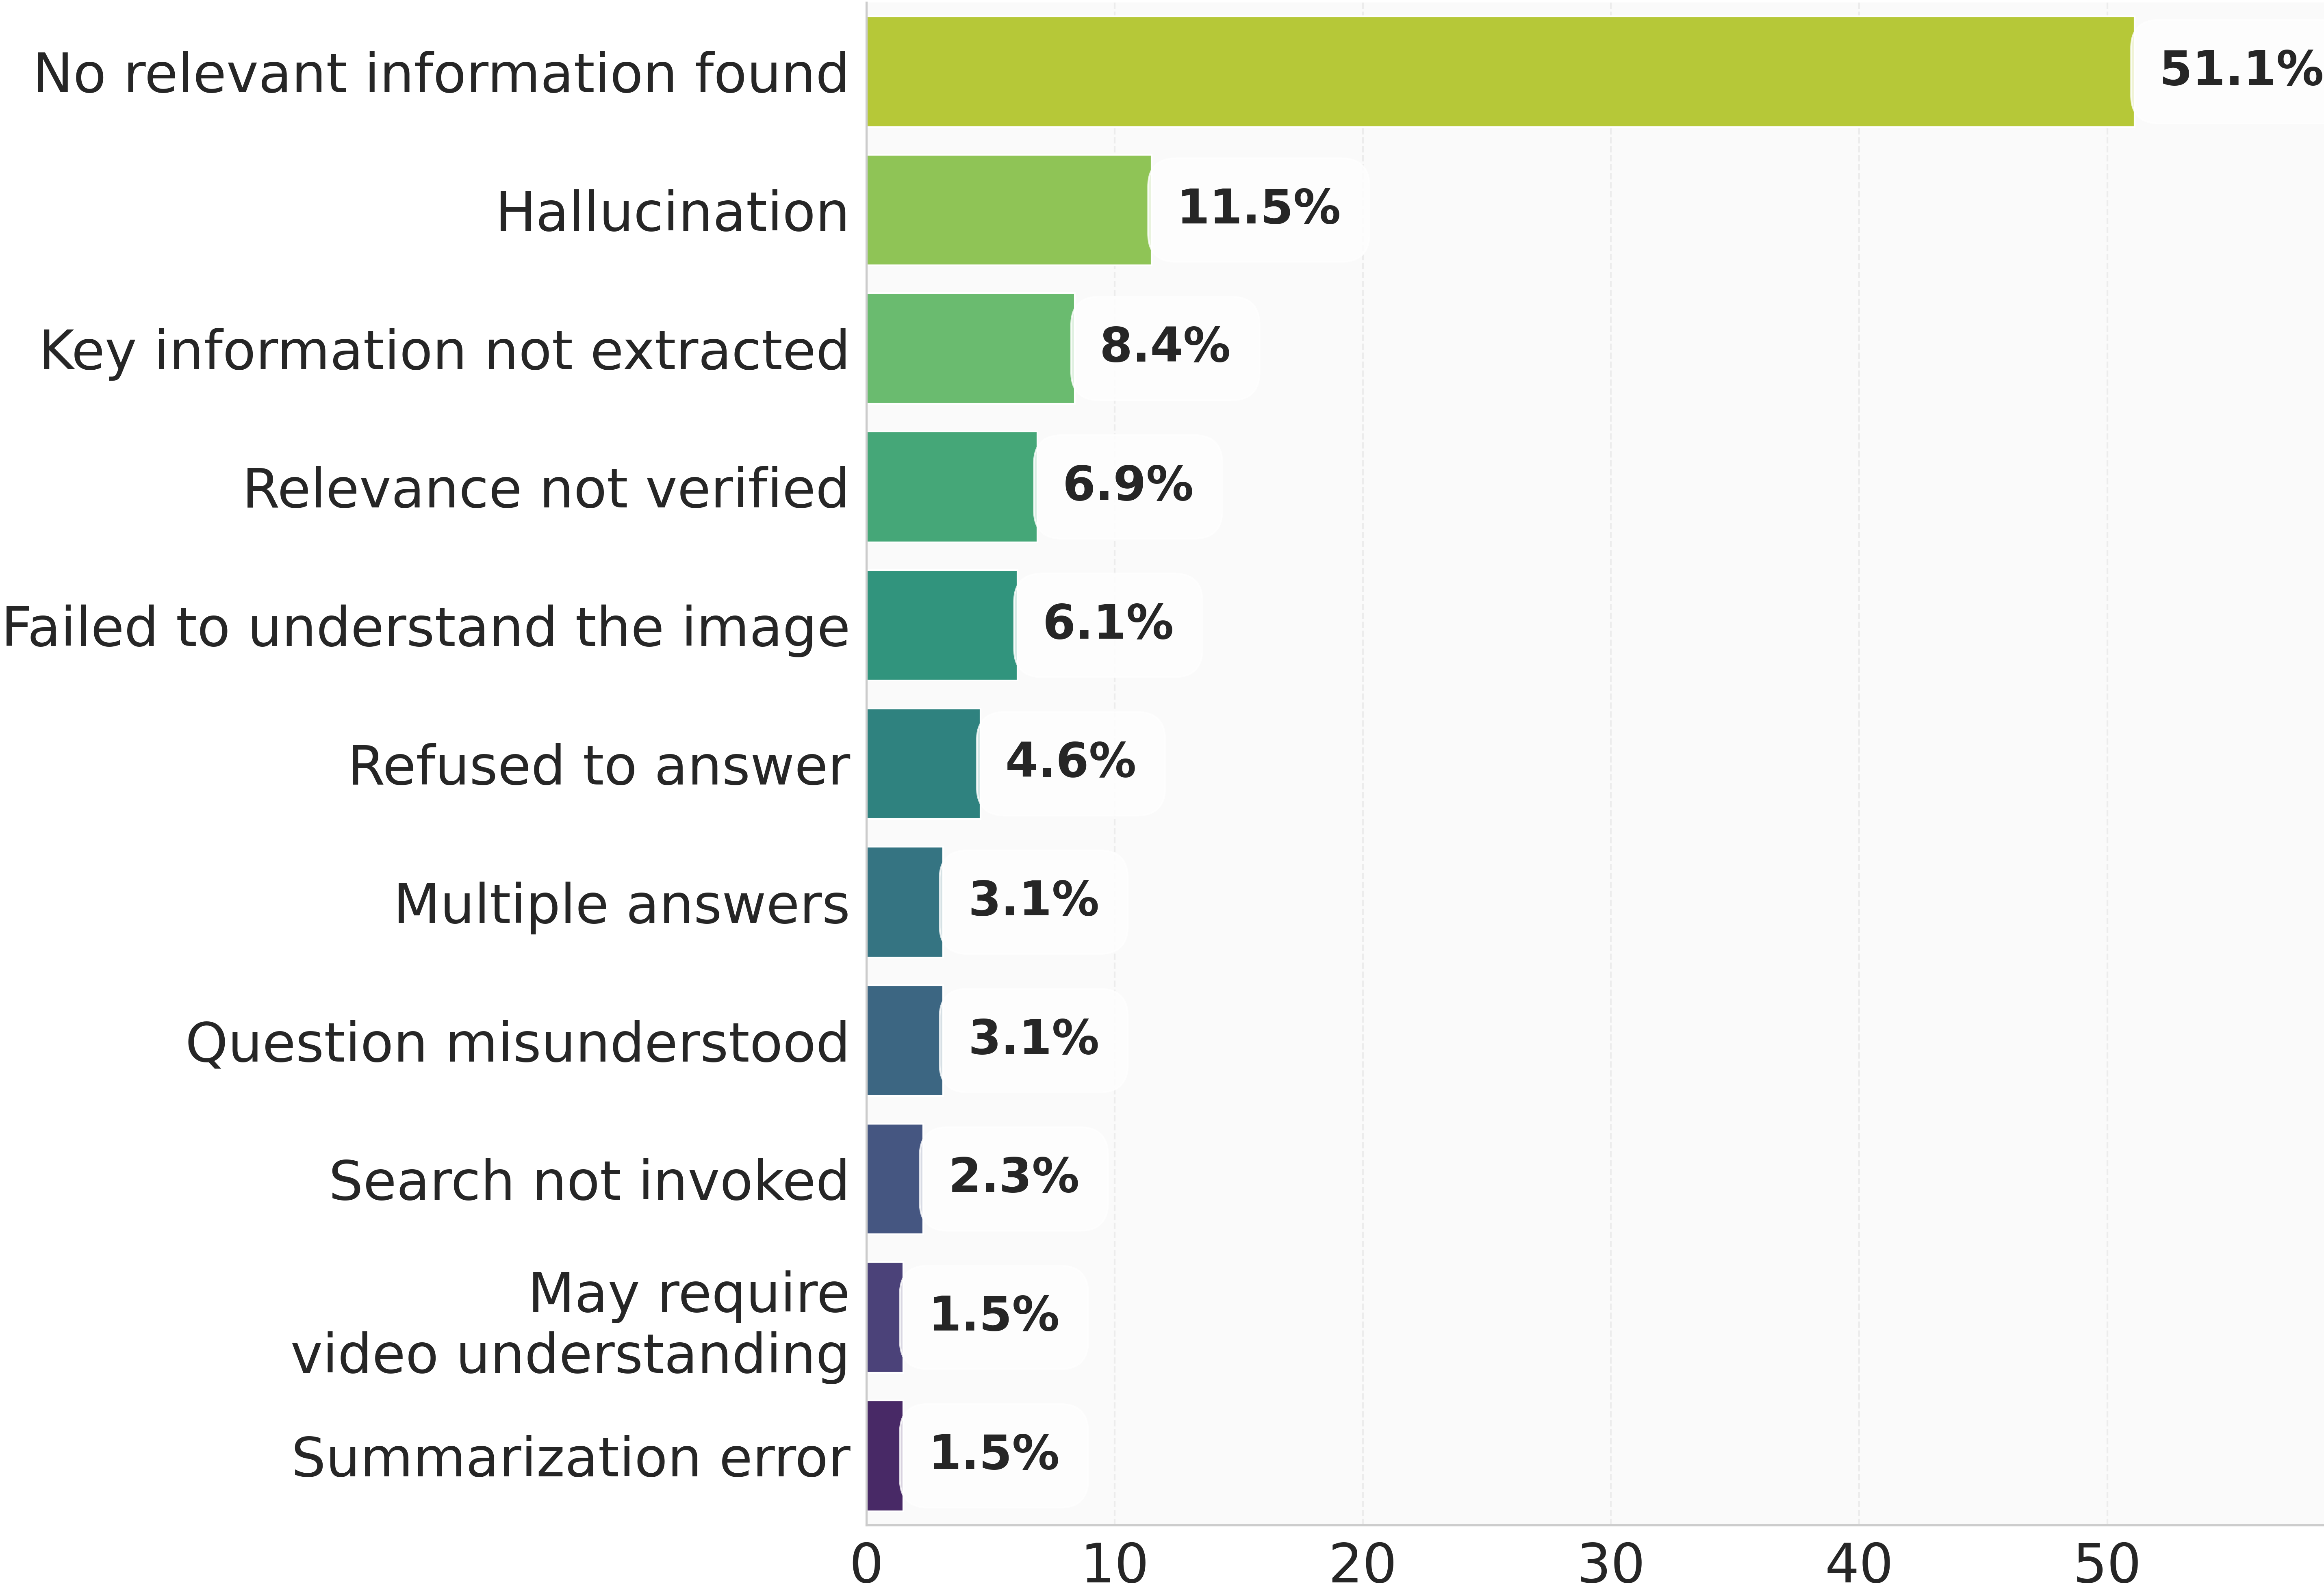 No relevant information found 51.1%
Hallucination 11.5%
Key information not extracted 8.4%
Relevance not verified 6.9%
Failed to understand the image 6.1%
Refused to answer 4.6%
Multiple answers 3.1%
Question misunderstood 3.1%
Search not invoked 2.3%
May require
video understanding 1.5%
Summarization error 1.5%
0 10 20 30 40 50